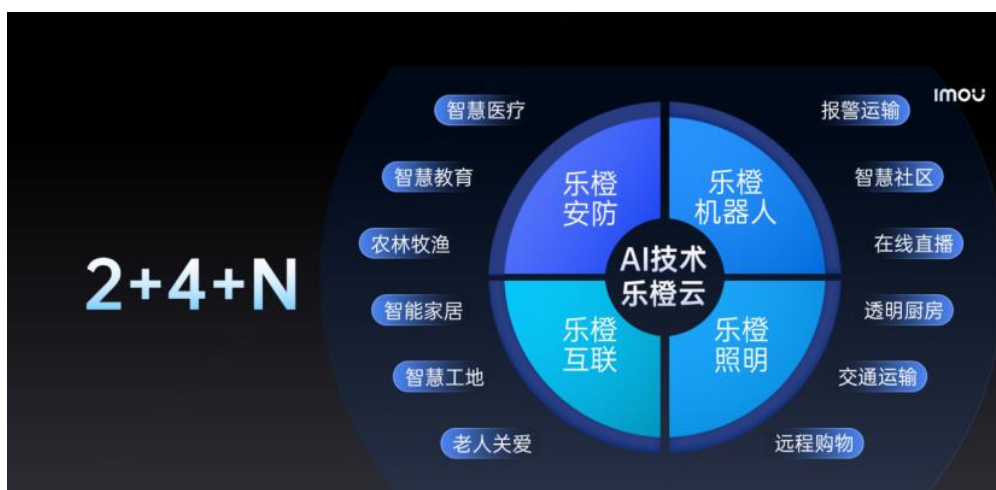 imou
2+4+N
智慧医疗
智慧教育
农林牧渔
智能家居
智慧工地
老人关爱
乐橙
安防
乐橙
机器人
AI技术
乐橙云
乐橙
互联
乐橙
照明
报警运输
智慧社区
在线直播
透明厨房
交通运输
远程购物